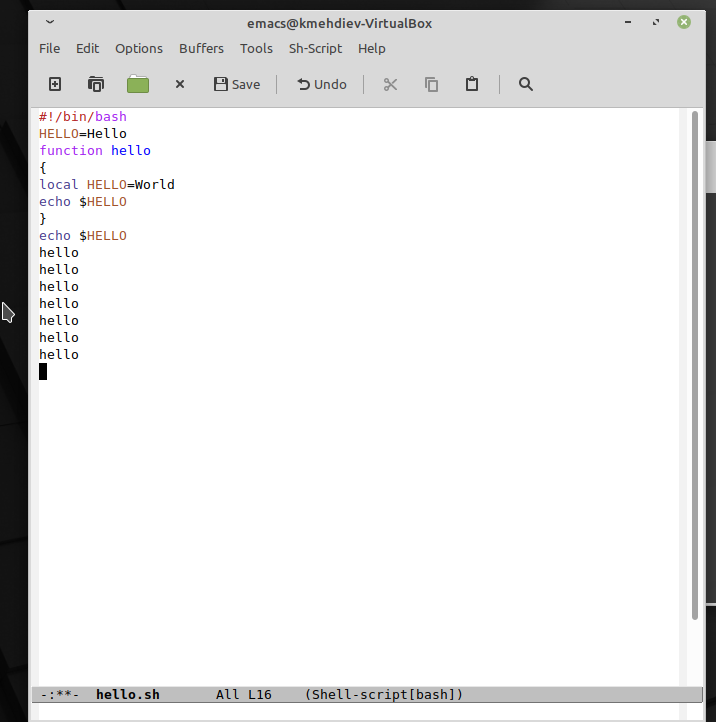 emacs@kmehdiev-VirtualBox
File Edit Options Buffers Tools Sh-Script Help
Save Undo
#!/bin/bash
HELLO=Hello
function hello
{
local HELLO=World
echo $HELLO
}
echo $HELLO
hello
hello
hello
hello
hello
hello
hello
-:**- hello.sh All L16 (Shell-script[bash])